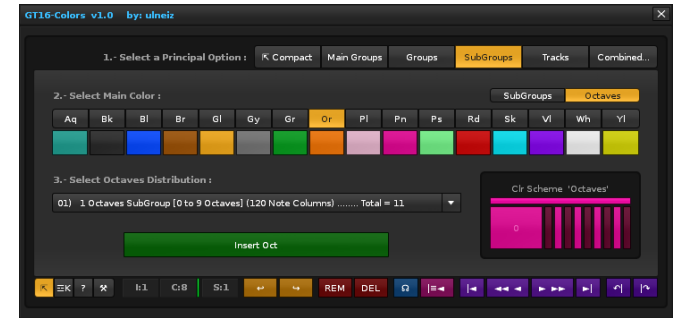 GT16-Colors v1.0 by: ulneiz
1.- Select a Principal Option : Compact Main Groups Groups SubGroups Tracks Combined...
2.- Select Main Color : SubGroups Octaves
Aq Bk Bl Br Gl Gy Gr Or Pl Pn Ps Rd Sk Vl Wh Yl
3.- Select Octaves Distribution :
Clr Scheme 'Octaves'
01) 1 Octaves SubGroup [0 to 9 Octaves] (120 Note Columns) ........ Total = 11
0
Insert Oct
K ? I:1 C:8 S:1 REM DEL Ω